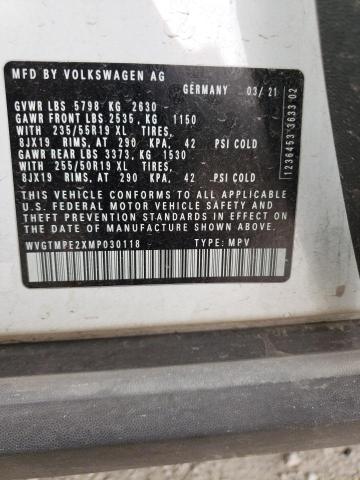 MFD BY VOLKSWAGEN AG
GERMANY 03/21
GVWR LBS 5798 KG 2630
GAWR FRONT LBS 2535, KG 1150
WITH 235/55R19 XL TIRES,
8JX19 RIMS, AT 290 KPA, 42 PSI COLD
GAWR REAR LBS 3373, KG 1530
WITH 255/50R19 XL TIRES,
8JX19 RIMS, AT 290 KPA, 42 PSI COLD
THIS VEHICLE CONFORMS TO ALL APPLICABLE
U.S. FEDERAL MOTOR VEHICLE SAFETY AND
THEFT PREVENTION STANDARDS IN EFFECT ON
THE DATE OF MANUFACTURE SHOWN ABOVE.
WVGTMPE2XMP030118 TYPE: MPV
1236453 3633 02